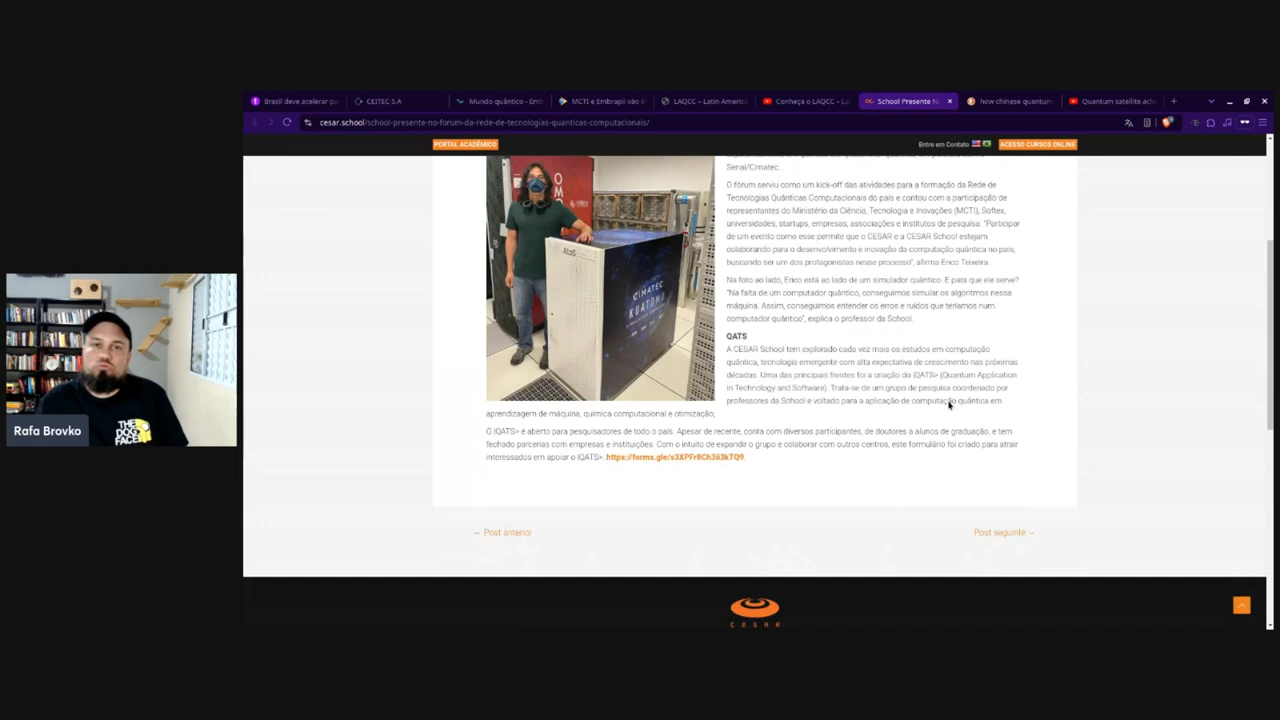 Brasil deve acelerar pa
CEITEC S.A
Mundo quântico - Emb
MCTI e Embrapii vão in
LAQCC – Latin America
Conheça o LAQCC – La
School Presente No
how chinese quantum
Quantum satellite ach
cesar.school/school-presente-no-forum-da-rede-de-tecnologias-quanticas-computacionais/
PORTAL ACADÊMICO
Entre em Contato
ACESSO CURSOS ONLINE
Senai/Cimatec.
O fórum serviu como um kick-off das atividades para a formação da Rede de
Tecnologias Quânticas Computacionais do país e contou com a participação de
representantes do Ministério da Ciência, Tecnologia e Inovações (MCTI), Softex,
universidades, startups, empresas, associações e institutos de pesquisa. "Participar
de um evento como esse permite que o CESAR e a CESAR School estejam
colaborando para o desenvolvimento e inovação da computação quântica no país,
buscando ser um dos protagonistas nesse processo", afirma Erico Teixeira.
Na foto ao lado, Erico está ao lado de um simulador quântico. E para que ele serve?
"Na falta de um computador quântico, conseguimos simular os algoritmos nessa
máquina. Assim, conseguimos entender os erros e ruídos que teríamos num
computador quântico", explica o professor da School.
QATS
A CESAR School tem explorado cada vez mais os estudos em computação
quântica, tecnologia emergente com alta expectativa de crescimento nas próximas
décadas. Uma das principais frentes foi a criação do |QATS> (Quantum Application
in Technology and Software). Trata-se de um grupo de pesquisa coordenado por
professores da School e voltado para a aplicação de computação quântica em
aprendizagem de máquina, química computacional e otimização;
O |QATS> é aberto para pesquisadores de todo o país. Apesar de recente, conta com diversos participantes, de doutores a alunos de graduação, e tem
fechado parcerias com empresas e instituições. Com o intuito de expandir o grupo e colaborar com outros centros, este formulário foi criado para atrair
interessados em apoiar o |QATS>: https://forms.gle/s3XPFr8Ch3ii3kTQ9.
Atos
CIMATEC
KUATOMU
← Post anterior
Post seguinte →
CESAR
THE DOG
FACE
Rafa Brovko